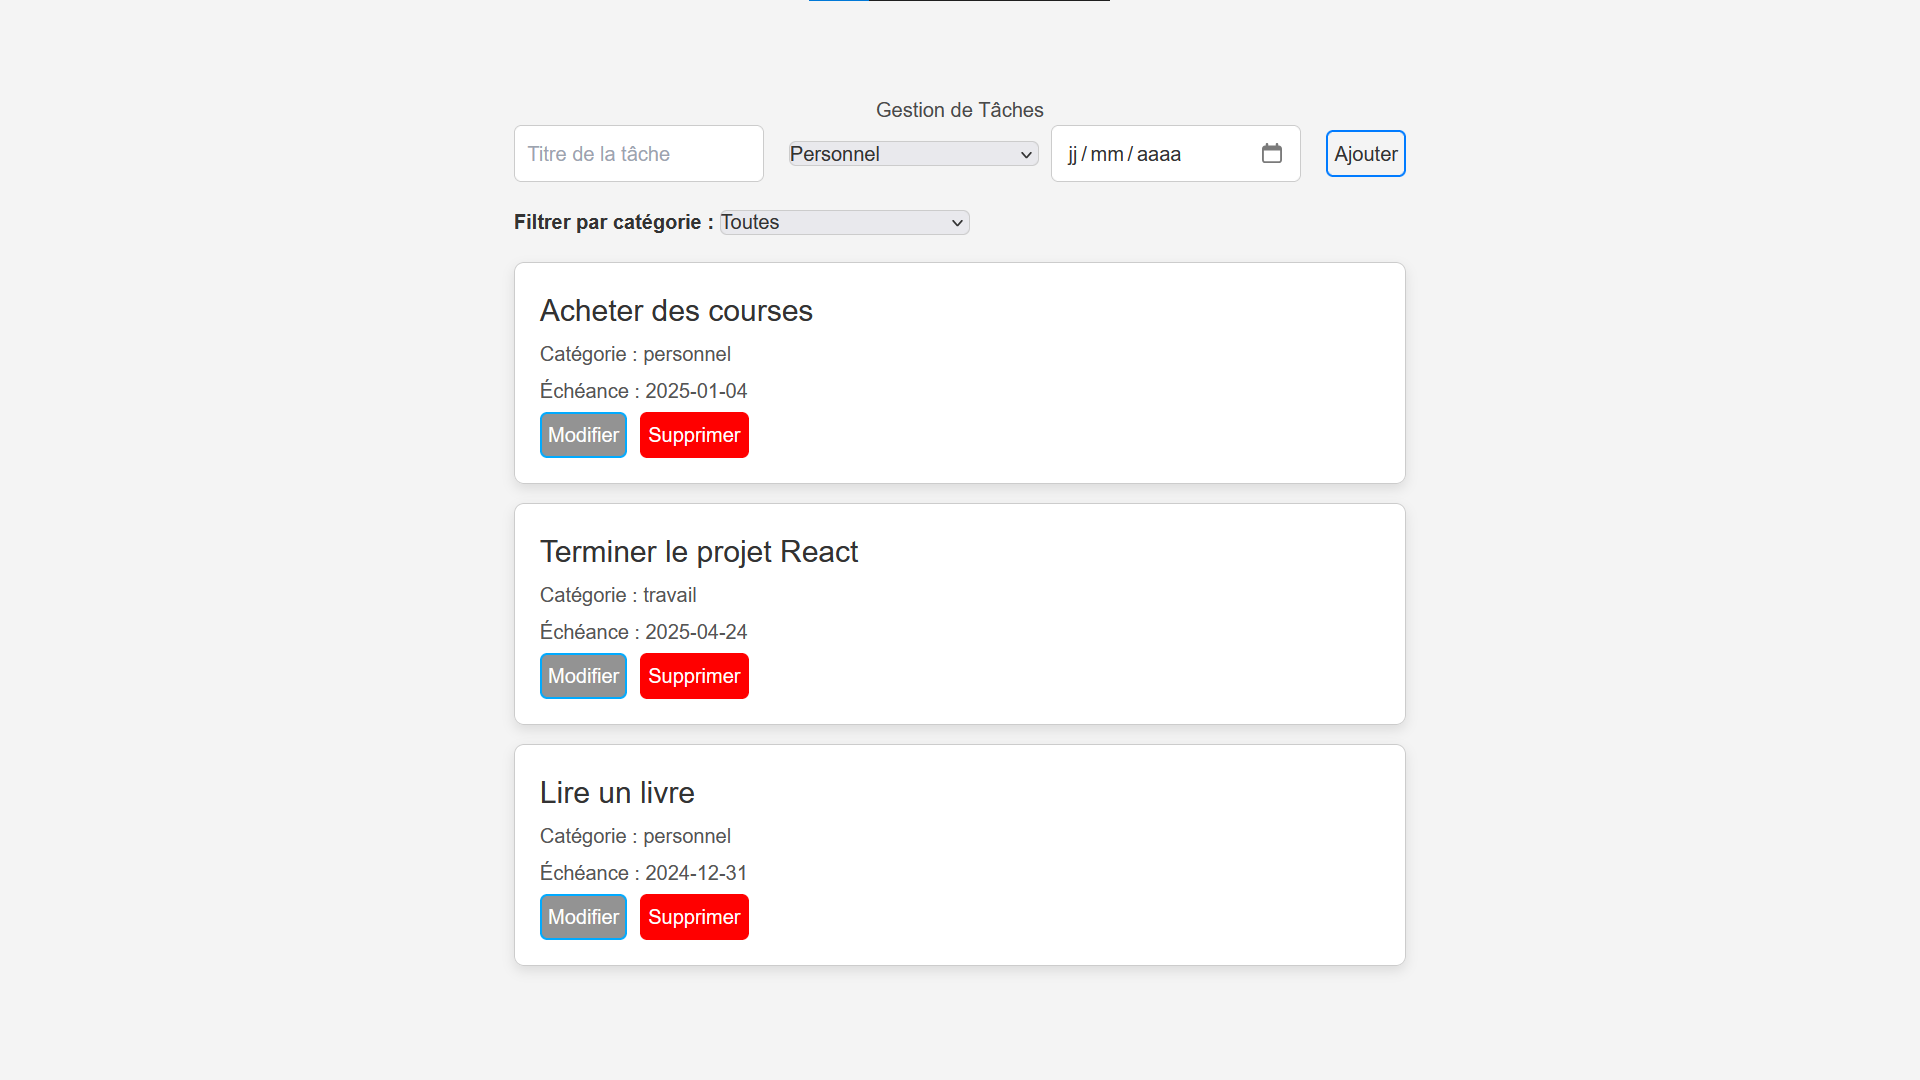 Gestion de Tâches
Titre de la tâche Personnel jj/mm/aaaa Ajouter
Filtrer par catégorie : Toutes
Acheter des courses
Catégorie : personnel
Échéance : 2025-01-04
Modifier Supprimer
Terminer le projet React
Catégorie : travail
Échéance : 2025-04-24
Modifier Supprimer
Lire un livre
Catégorie : personnel
Échéance : 2024-12-31
Modifier Supprimer